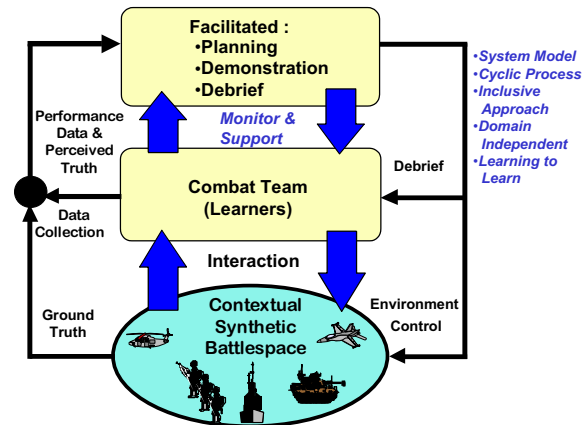 Facilitated :
•Planning
•Demonstration
•Debrief
•System Model
•Cyclic Process
•Inclusive
Approach
•Domain
Independent
•Learning to
Learn
Performance
Data &
Perceived
Truth
Monitor &
Support
Debrief
Combat Team
(Learners)
Data
Collection
Interaction
Ground
Truth
Environment
Control
Contextual
Synthetic
Battlespace